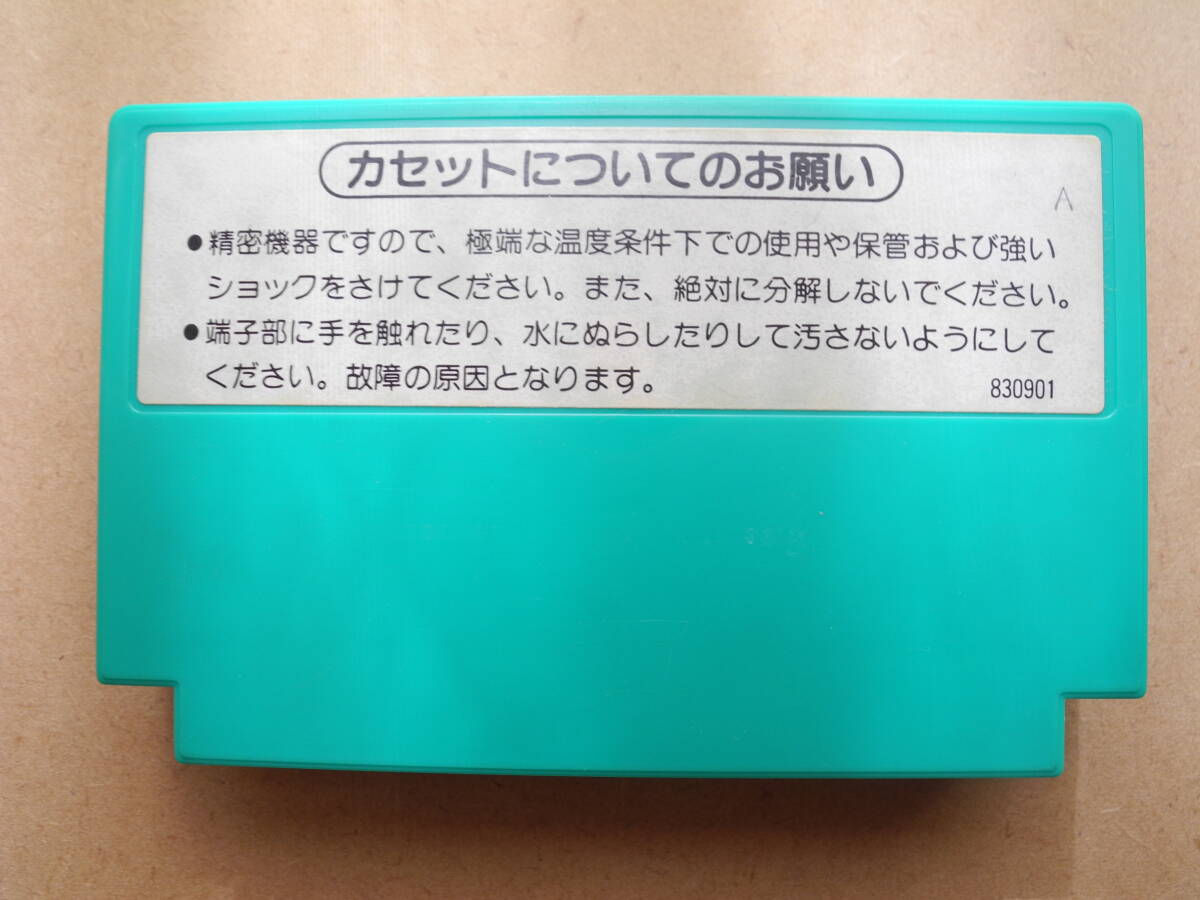 カセットについてのお願い
A
●精密機器ですので、極端な温度条件下での使用や保管および強い
ショックをさけてください。また、絶対に分解しないでください。
●端子部に手を触れたり、水にぬらしたりして汚さないようにして
ください。故障の原因となります。
830901